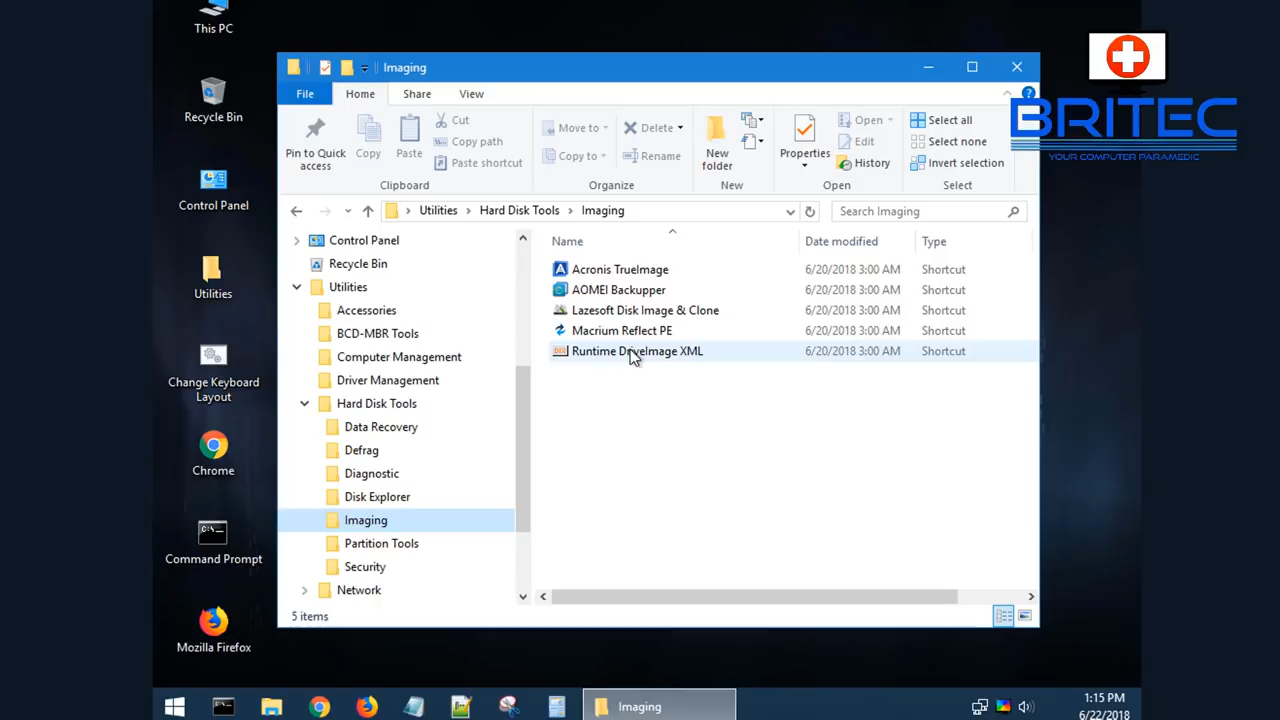 This PC
Recycle Bin
Control Panel
Utilities
Change Keyboard
Layout
Chrome
Command Prompt
Mozilla Firefox
Imaging
File
Home
Share
View
Pin to Quick
access
Copy
Paste
Cut
Copy path
Paste shortcut
Clipboard
Move to
Copy to
Delete
Rename
Organize
New
folder
New
Properties
Open
Edit
History
Open
Select all
Select none
Invert selection
Select
BRITEC
YOUR COMPUTER PARAMEDIC
Utilities > Hard Disk Tools > Imaging
Search Imaging
Control Panel
Recycle Bin
Utilities
Accessories
BCD-MBR Tools
Computer Management
Driver Management
Hard Disk Tools
Data Recovery
Defrag
Diagnostic
Disk Explorer
Imaging
Partition Tools
Security
Network
Name Date modified Type
Acronis TrueImage 6/20/2018 3:00 AM Shortcut
AOMEI Backupper 6/20/2018 3:00 AM Shortcut
Lazesoft Disk Image & Clone 6/20/2018 3:00 AM Shortcut
Macrium Reflect PE 6/20/2018 3:00 AM Shortcut
Runtime DriveImage XML 6/20/2018 3:00 AM Shortcut
5 items
Imaging
1:15 PM
6/22/2018